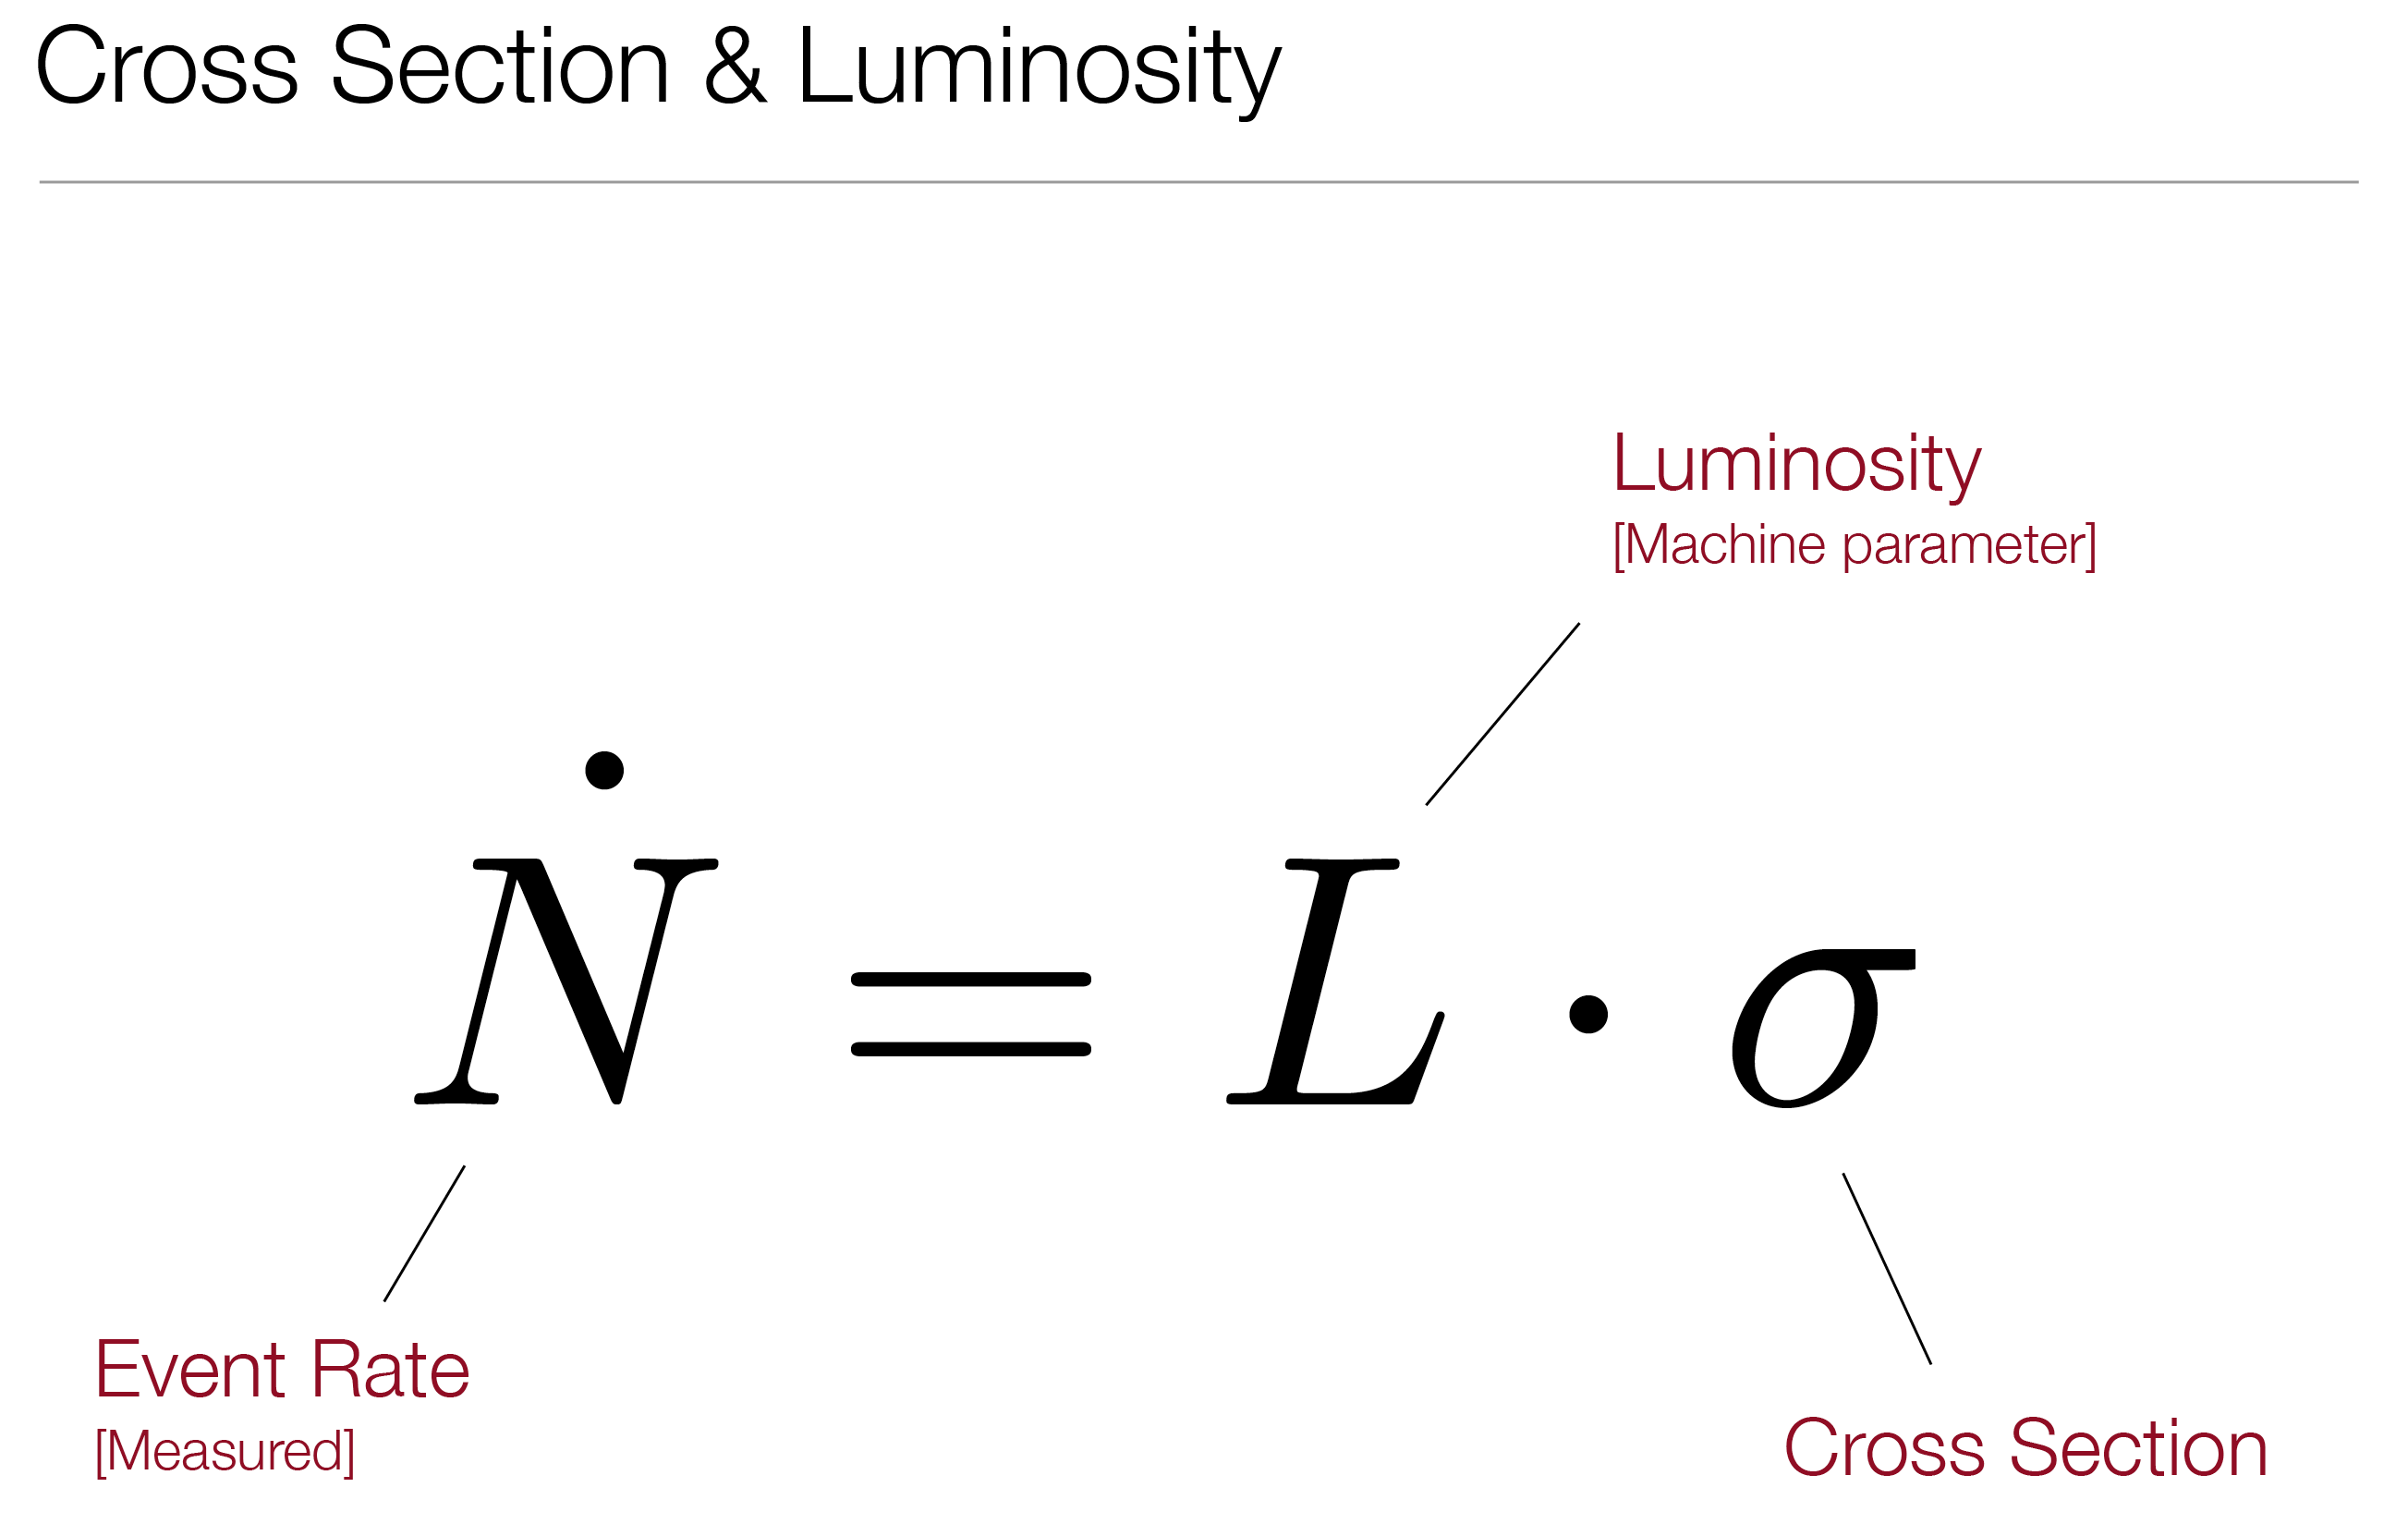 Cross Section & Luminosity
Luminosity
[Machine parameter]
Ṅ = L · σ
Event Rate
[Measured]
Cross Section